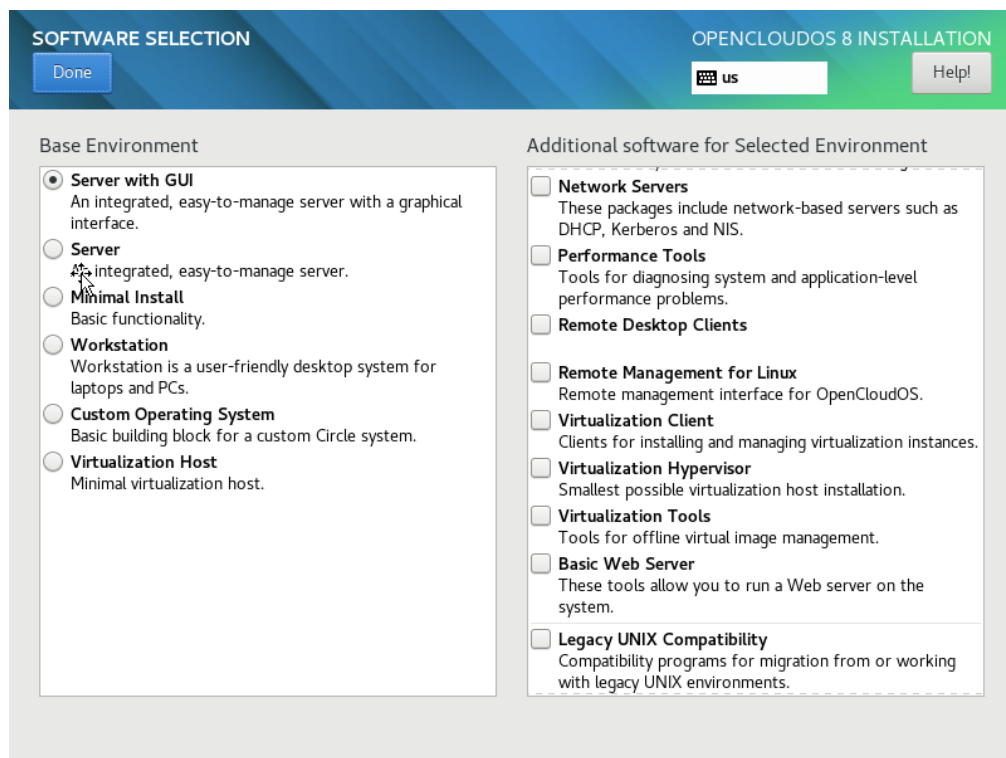 SOFTWARE SELECTION
Done
OPENCLOUDOS 8 INSTALLATION
us
Help!
Base Environment
Server with GUI
An integrated, easy-to-manage server with a graphical
interface.
Server
An integrated, easy-to-manage server.
Minimal Install
Basic functionality.
Workstation
Workstation is a user-friendly desktop system for
laptops and PCs.
Custom Operating System
Basic building block for a custom Circle system.
Virtualization Host
Minimal virtualization host.
Additional software for Selected Environment
Network Servers
These packages include network-based servers such as
DHCP, Kerberos and NIS.
Performance Tools
Tools for diagnosing system and application-level
performance problems.
Remote Desktop Clients
Remote Management for Linux
Remote management interface for OpenCloudOS.
Virtualization Client
Clients for installing and managing virtualization instances.
Virtualization Hypervisor
Smallest possible virtualization host installation.
Virtualization Tools
Tools for offline virtual image management.
Basic Web Server
These tools allow you to run a Web server on the
system.
Legacy UNIX Compatibility
Compatibility programs for migration from or working
with legacy UNIX environments.